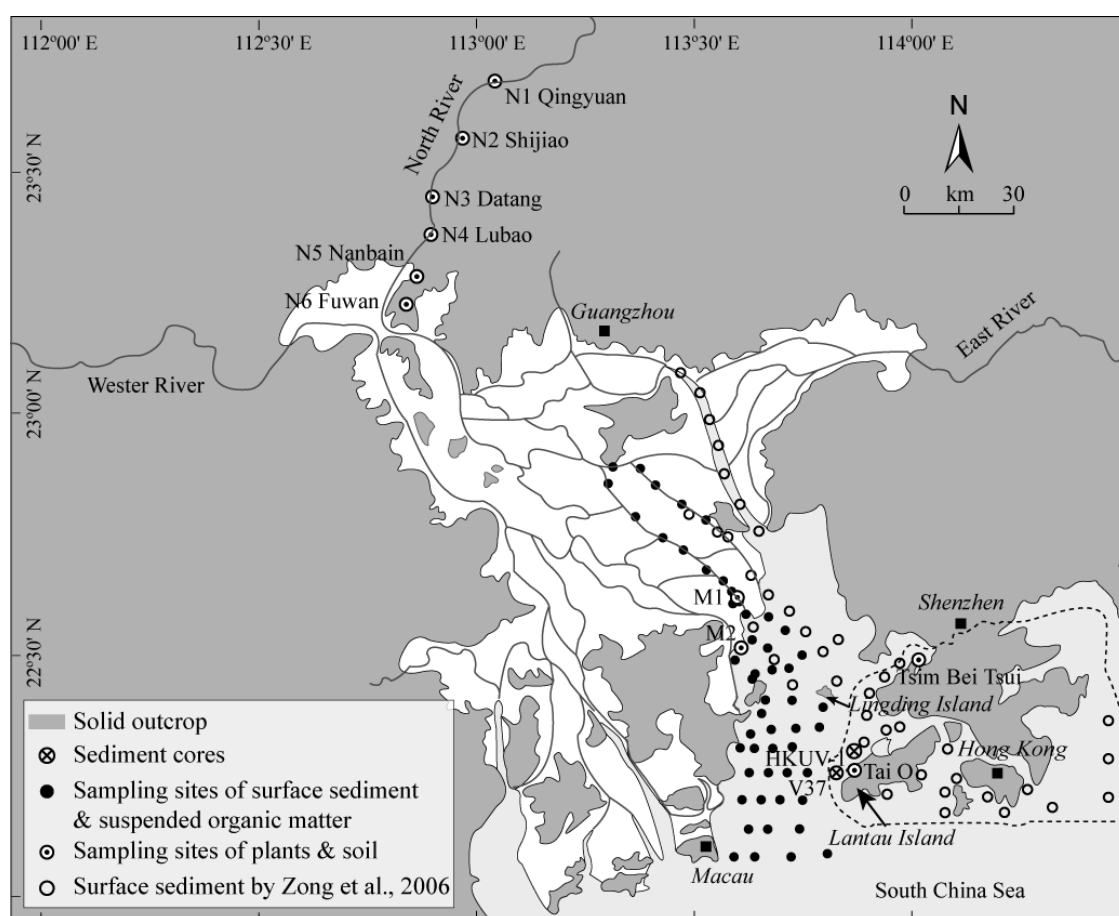 112°00' E
112°30' E
113°00' E
113°30' E
114°00' E
N1 Qingyuan
North River
N
N2 Shijiao
23°30' N
0 km 30
N3 Datang
N4 Lubao
N5 Nanbain
N6 Fuwan
Guangzhou
East River
Wester River
23°00' N
M1
Shenzhen
M2
22°30' N
Tsim Bei Tsui
Lingding Island
HKUV-1
Hong Kong
Tai O
V37
Lantau Island
Macau
South China Sea
Solid outcrop
Sediment cores
Sampling sites of surface sediment
& suspended organic matter
Sampling sites of plants & soil
Surface sediment by Zong et al., 2006